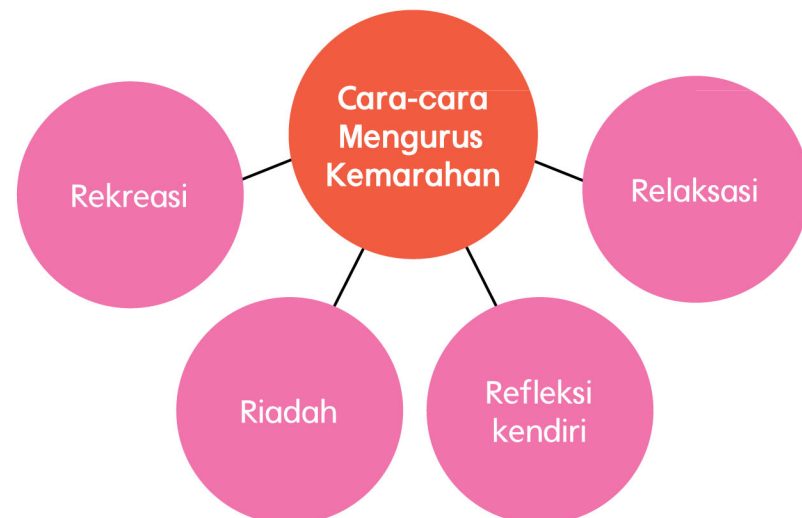 Cara-cara
Mengurus
Kemarahan
Rekreasi
Relaksasi
Riadah
Refleksi
kendiri